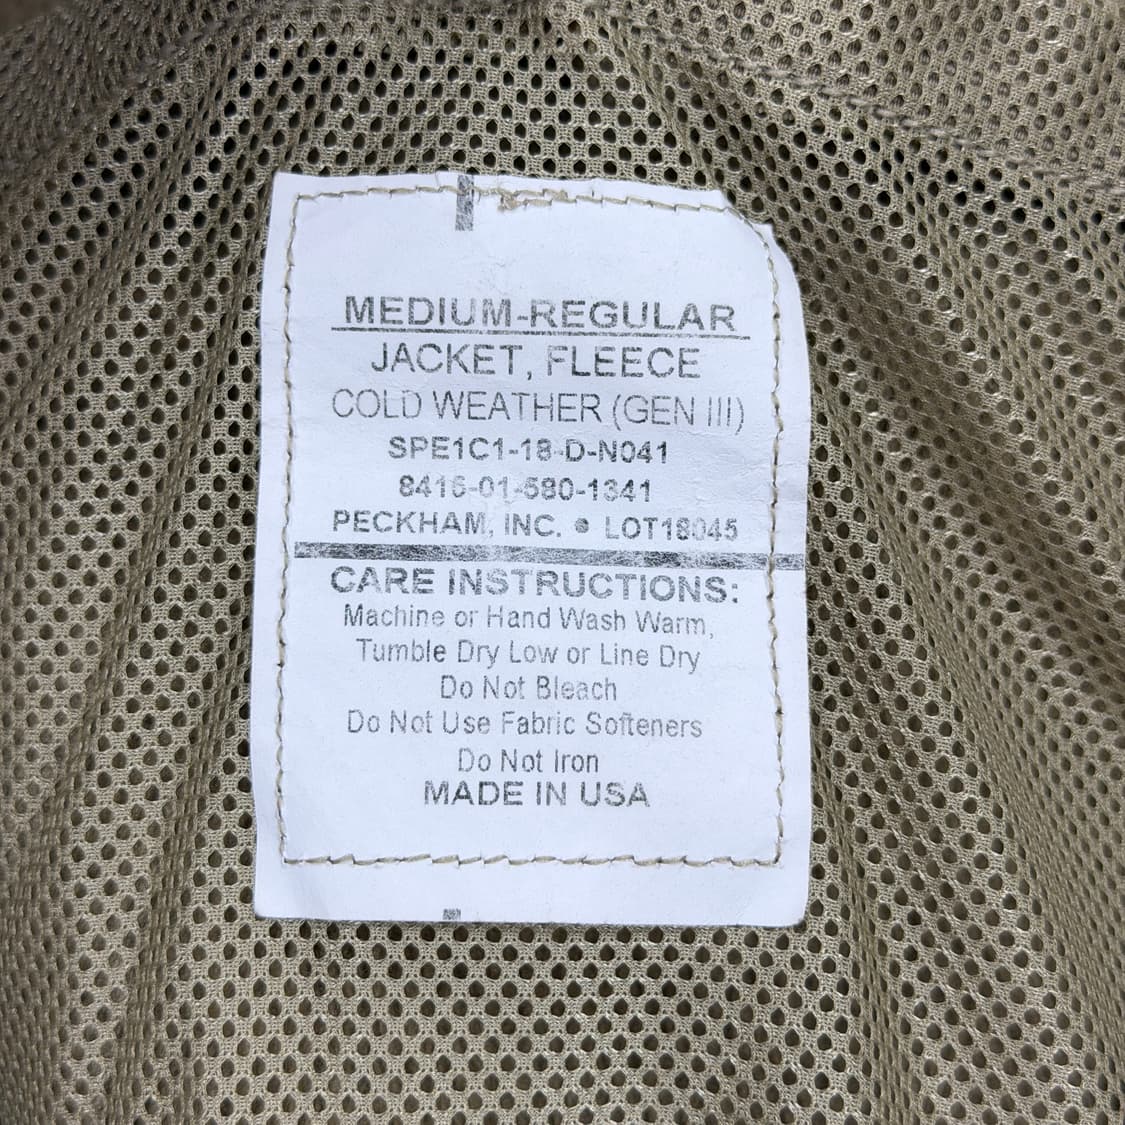 MEDIUM-REGULAR
JACKET, FLEECE
COLD WEATHER (GEN III)
SPE1C1-18-D-N041
8415-01-580-1341
PECKHAM, INC. • LOT18045
CARE INSTRUCTIONS:
Machine or Hand Wash Warm,
Tumble Dry Low or Line Dry
Do Not Bleach
Do Not Use Fabric Softeners
Do Not Iron
MADE IN USA